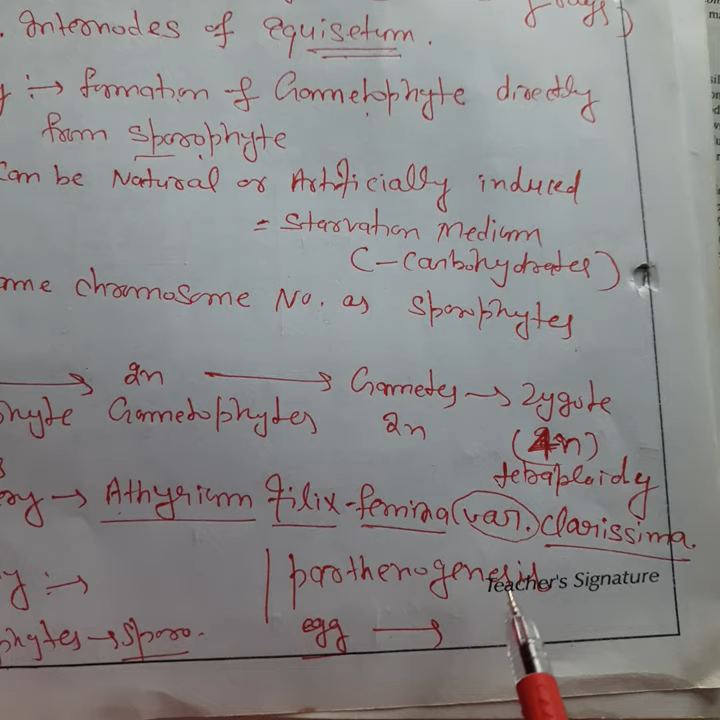 . Internodes of Equisetum.
y :→ formation of Gametophyte directly
from Sporophyte
Can be Natural or Artificially induced
= Starvation Medium
(-Carbohydrates)
ame chromosome No. as Sporophytes
→ 2n → Gametes → Zygote
phyte Gametophytes 2n (4n)
tetraploidy
→ Athyrium filix-femina (var.) clarissima.
y :→ | parthenogenesis
Teacher's Signature
phytes → sporo. egg →